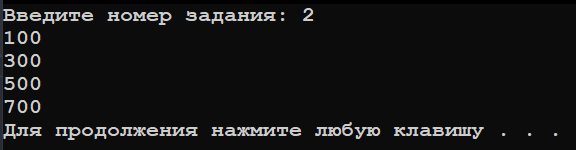 Введите номер задания: 2
100
300
500
700
Для продолжения нажмите любую клавишу . . .